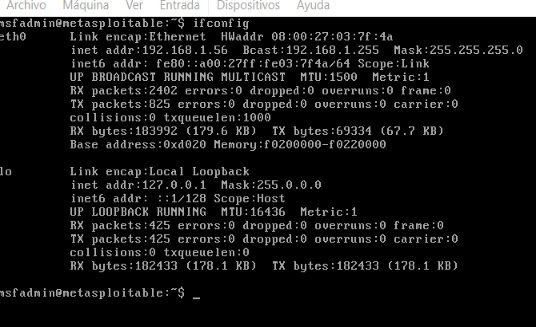 Archivo Máquina Ver Entrada Dispositivos Ayuda
msfadmin@metasploitable:~$ ifconfig
eth0 Link encap:Ethernet HWaddr 08:00:27:03:7f:4a
inet addr:192.168.1.56 Bcast:192.168.1.255 Mask:255.255.255.0
inet6 addr: fe80::a00:27ff:fe03:7f4a/64 Scope:Link
UP BROADCAST RUNNING MULTICAST MTU:1500 Metric:1
RX packets:2402 errors:0 dropped:0 overruns:0 frame:0
TX packets:825 errors:0 dropped:0 overruns:0 carrier:0
collisions:0 txqueuelen:1000
RX bytes:183992 (179.6 KB) TX bytes:69334 (67.7 KB)
Base address:0xd020 Memory:f0200000-f0220000
lo Link encap:Local Loopback
inet addr:127.0.0.1 Mask:255.0.0.0
inet6 addr: ::1/128 Scope:Host
UP LOOPBACK RUNNING MTU:16436 Metric:1
RX packets:425 errors:0 dropped:0 overruns:0 frame:0
TX packets:425 errors:0 dropped:0 overruns:0 carrier:0
collisions:0 txqueuelen:0
RX bytes:182433 (178.1 KB) TX bytes:182433 (178.1 KB)
msfadmin@metasploitable:~$ _